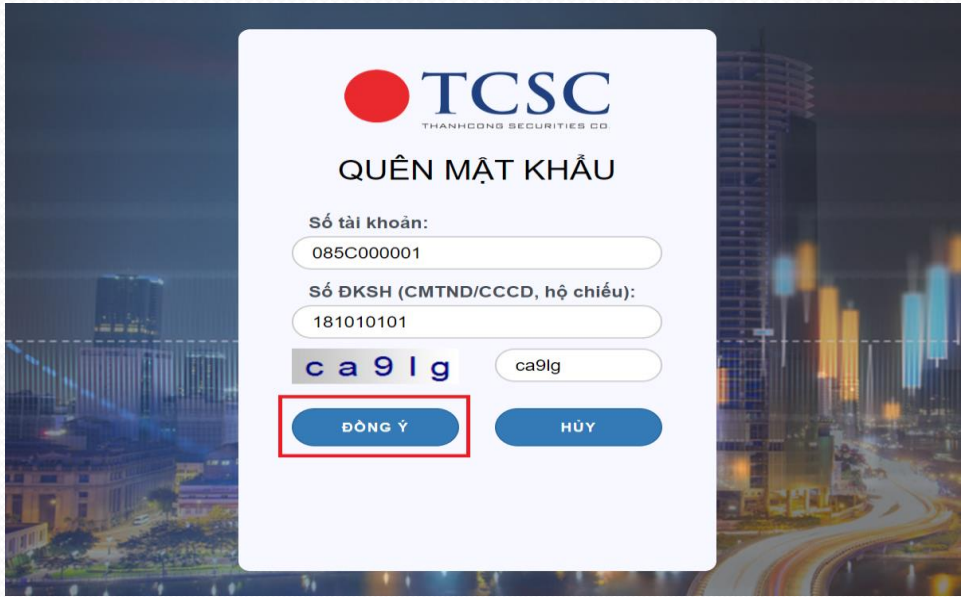 TCSC
THANHCONG SECURITIES CO.
QUÊN MẬT KHẨU
Số tài khoản:
085C000001
Số ĐKSH (CMTND/CCCD, hộ chiếu):
181010101
ca9lg ca9lg
ĐỒNG Ý HỦY